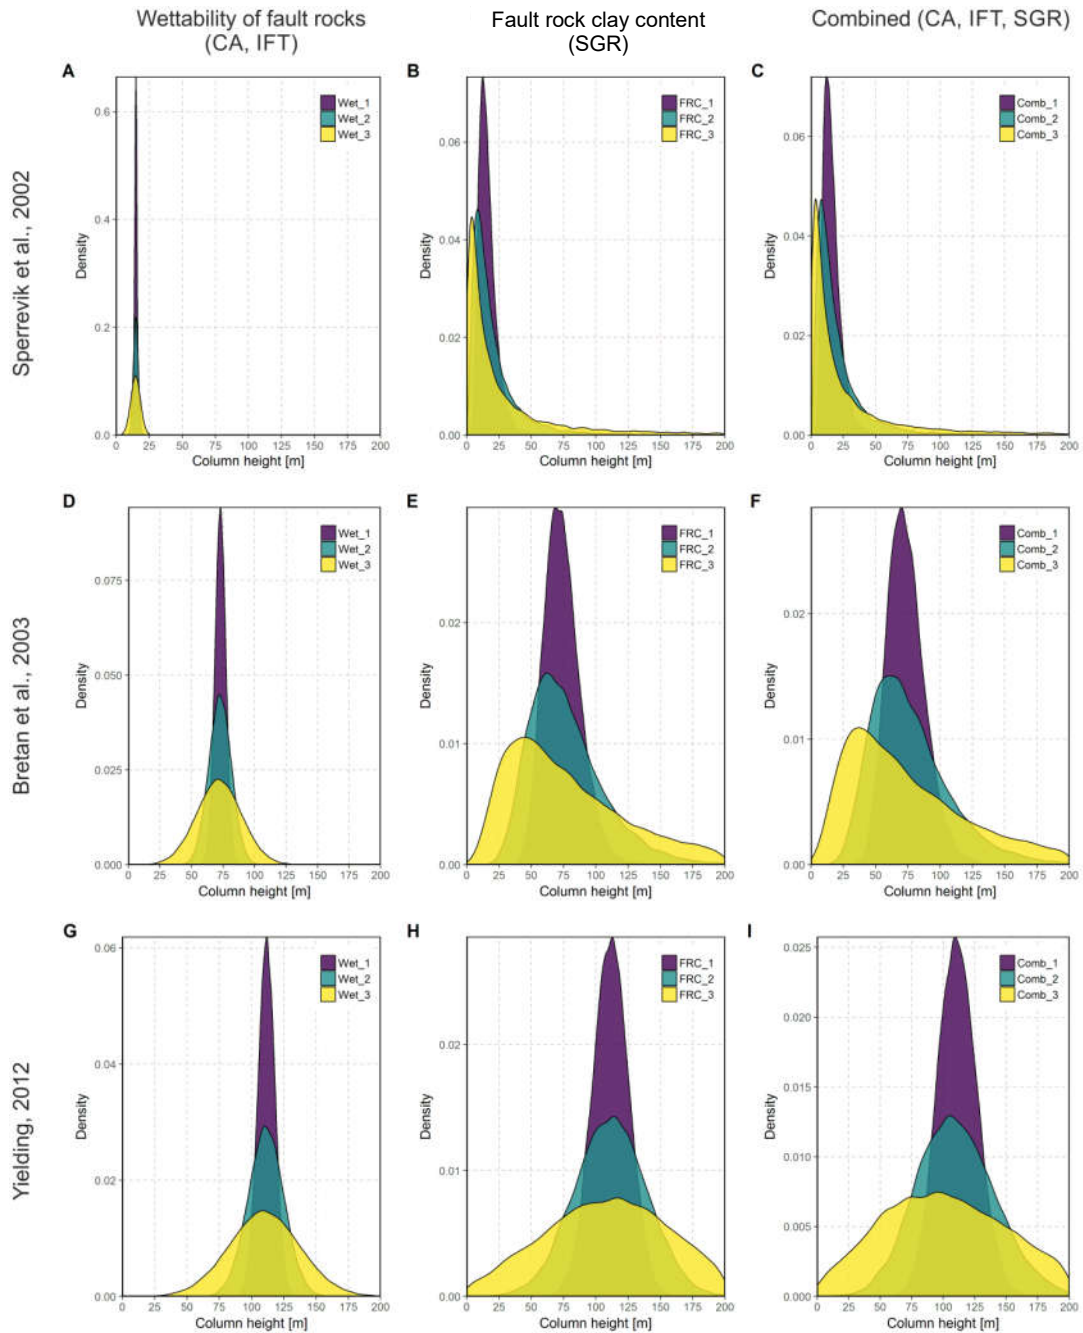 Wettability of fault rocks
(CA, IFT)
Fault rock clay content
(SGR)
Combined (CA, IFT, SGR)
Sperrevik et al., 2002
A
Density
0.6
0.4
0.2
0.0
Wet_1
Wet_2
Wet_3
0 25 50 75 100 125 150 175 200
Column height [m]
B
Density
0.06
0.04
0.02
0.00
FRC_1
FRC_2
FRC_3
0 25 50 75 100 125 150 175 200
Column height [m]
C
Density
0.06
0.04
0.02
0.00
Comb_1
Comb_2
Comb_3
0 25 50 75 100 125 150 175 200
Column height [m]
Bretan et al., 2003
D
Density
0.075
0.050
0.025
0.000
Wet_1
Wet_2
Wet_3
0 25 50 75 100 125 150 175 200
Column height [m]
E
Density
0.02
0.01
0.00
FRC_1
FRC_2
FRC_3
0 25 50 75 100 125 150 175 200
Column height [m]
F
Density
0.02
0.01
0.00
Comb_1
Comb_2
Comb_3
0 25 50 75 100 125 150 175 200
Column height [m]
Yielding, 2012
G
Density
0.06
0.04
0.02
0.00
Wet_1
Wet_2
Wet_3
0 25 50 75 100 125 150 175 200
Column height [m]
H
Density
0.02
0.01
0.00
FRC_1
FRC_2
FRC_3
0 25 50 75 100 125 150 175 200
Column height [m]
I
Density
0.025
0.020
0.015
0.010
0.005
0.000
Comb_1
Comb_2
Comb_3
0 25 50 75 100 125 150 175 200
Column height [m]